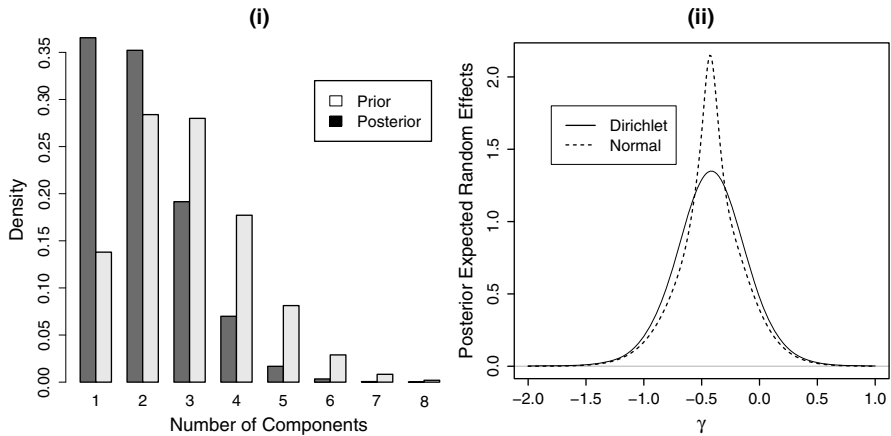 (i)
Density
0.00 0.05 0.10 0.15 0.20 0.25 0.30 0.35
Prior
Posterior
1 2 3 4 5 6 7 8
Number of Components
(ii)
Posterior Expected Random Effects
0.0 0.5 1.0 1.5 2.0
Dirichlet
Normal
−2.0 −1.5 −1.0 −0.5 0.0 0.5 1.0
γ